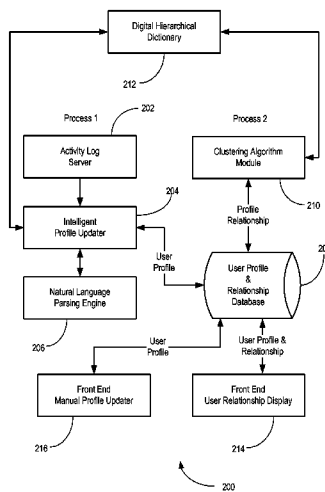 Digital Hierarchical
Dictionary
212
Process 1
202
Process 2
Activity Log
Server
Clustering Algorithm
Module
204
210
Intelligent
Profile Updater
Profile
Relationship
User
Profile
20
User Profile
&
Relationship
Database
Natural Language
Parsing Engine
206
User
Profile
User Profile &
Relationship
Front End
Manual Profile Updater
Front End
User Relationship Display
216
214
200